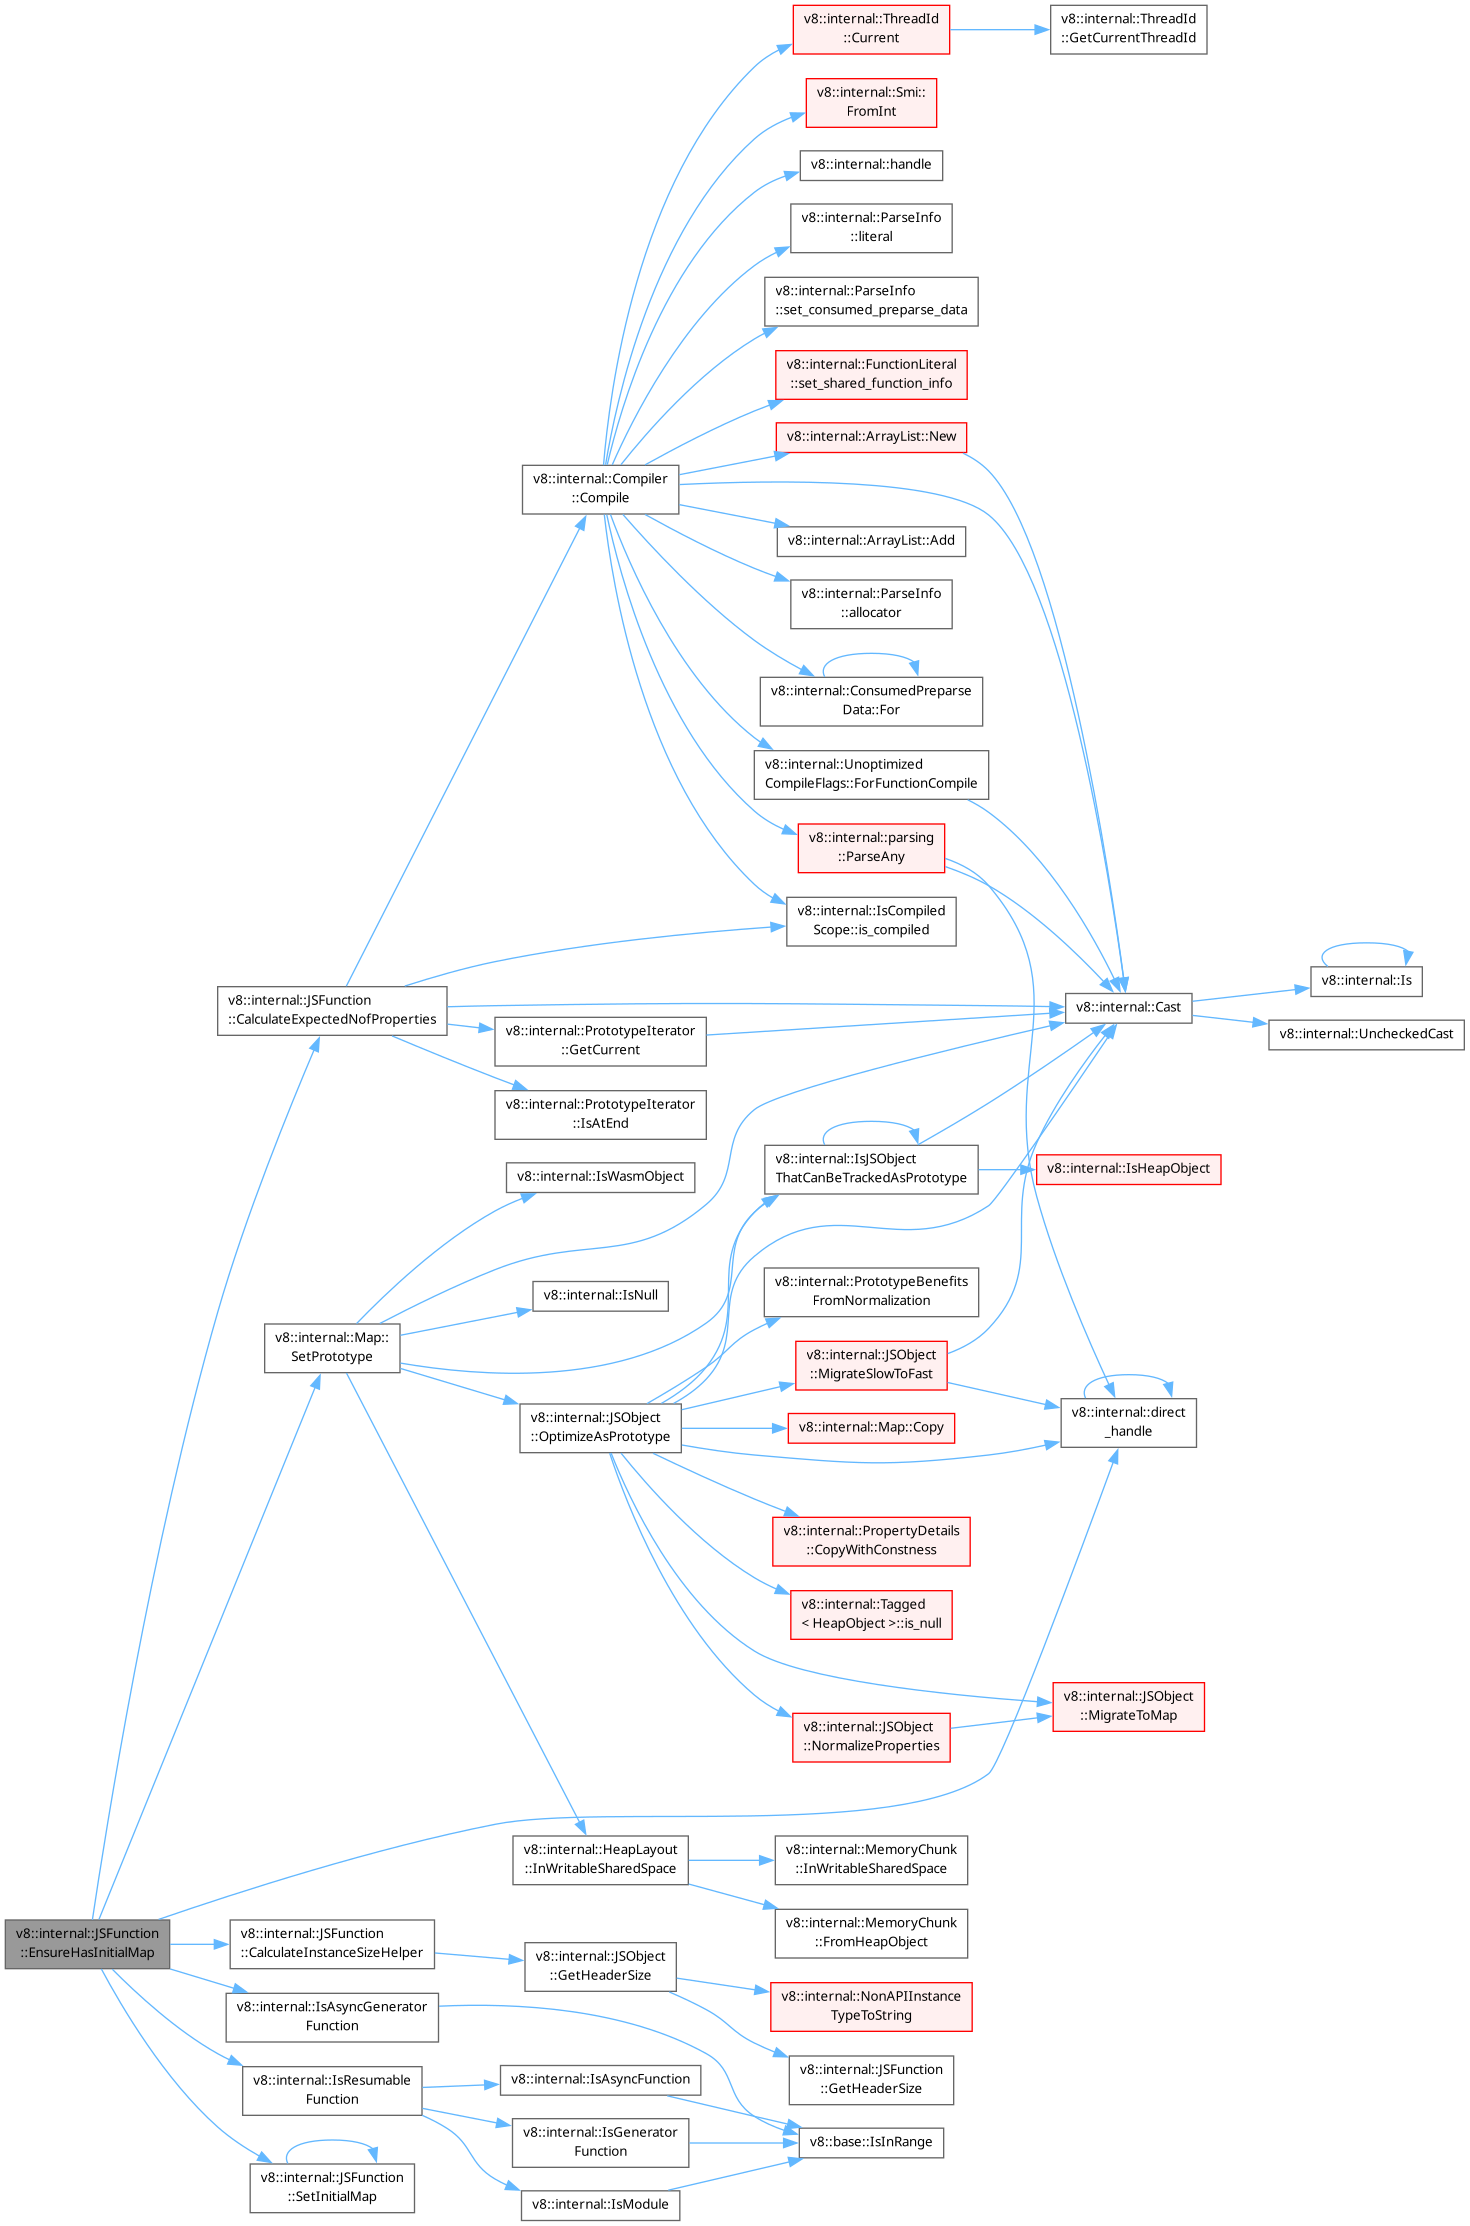 v8::internal::ThreadId
::Current
v8::internal::ThreadId
::GetCurrentThreadId
v8::internal::Smi::
FromInt
v8::internal::handle
v8::internal::ParseInfo
::literal
v8::internal::ParseInfo
::set_consumed_preparse_data
v8::internal::FunctionLiteral
::set_shared_function_info
v8::internal::ArrayList::New
v8::internal::Compiler
::Compile
v8::internal::ArrayList::Add
v8::internal::ParseInfo
::allocator
v8::internal::ConsumedPreparse
Data::For
v8::internal::Unoptimized
CompileFlags::ForFunctionCompile
v8::internal::parsing
::ParseAny
v8::internal::IsCompiled
Scope::is_compiled
v8::internal::JSFunction
::CalculateExpectedNofProperties
v8::internal::Cast
v8::internal::Is
v8::internal::UncheckedCast
v8::internal::PrototypeIterator
::GetCurrent
v8::internal::PrototypeIterator
::IsAtEnd
v8::internal::IsWasmObject
v8::internal::IsJSObject
ThatCanBeTrackedAsPrototype
v8::internal::IsHeapObject
v8::internal::IsNull
v8::internal::PrototypeBenefits
FromNormalization
v8::internal::Map::
SetPrototype
v8::internal::JSObject
::MigrateSlowToFast
v8::internal::JSObject
::OptimizeAsPrototype
v8::internal::Map::Copy
v8::internal::direct
_handle
v8::internal::PropertyDetails
::CopyWithConstness
v8::internal::Tagged
< HeapObject >::is_null
v8::internal::JSObject
::MigrateToMap
v8::internal::JSObject
::NormalizeProperties
v8::internal::HeapLayout
::InWritableSharedSpace
v8::internal::MemoryChunk
::InWritableSharedSpace
v8::internal::MemoryChunk
::FromHeapObject
v8::internal::JSFunction
::EnsureHasInitialMap
v8::internal::JSFunction
::CalculateInstanceSizeHelper
v8::internal::JSObject
::GetHeaderSize
v8::internal::NonAPIInstance
TypeToString
v8::internal::IsAsyncGenerator
Function
v8::internal::JSFunction
::GetHeaderSize
v8::internal::IsResumable
Function
v8::internal::IsAsyncFunction
v8::internal::IsGenerator
Function
v8::base::IsInRange
v8::internal::JSFunction
::SetInitialMap
v8::internal::IsModule